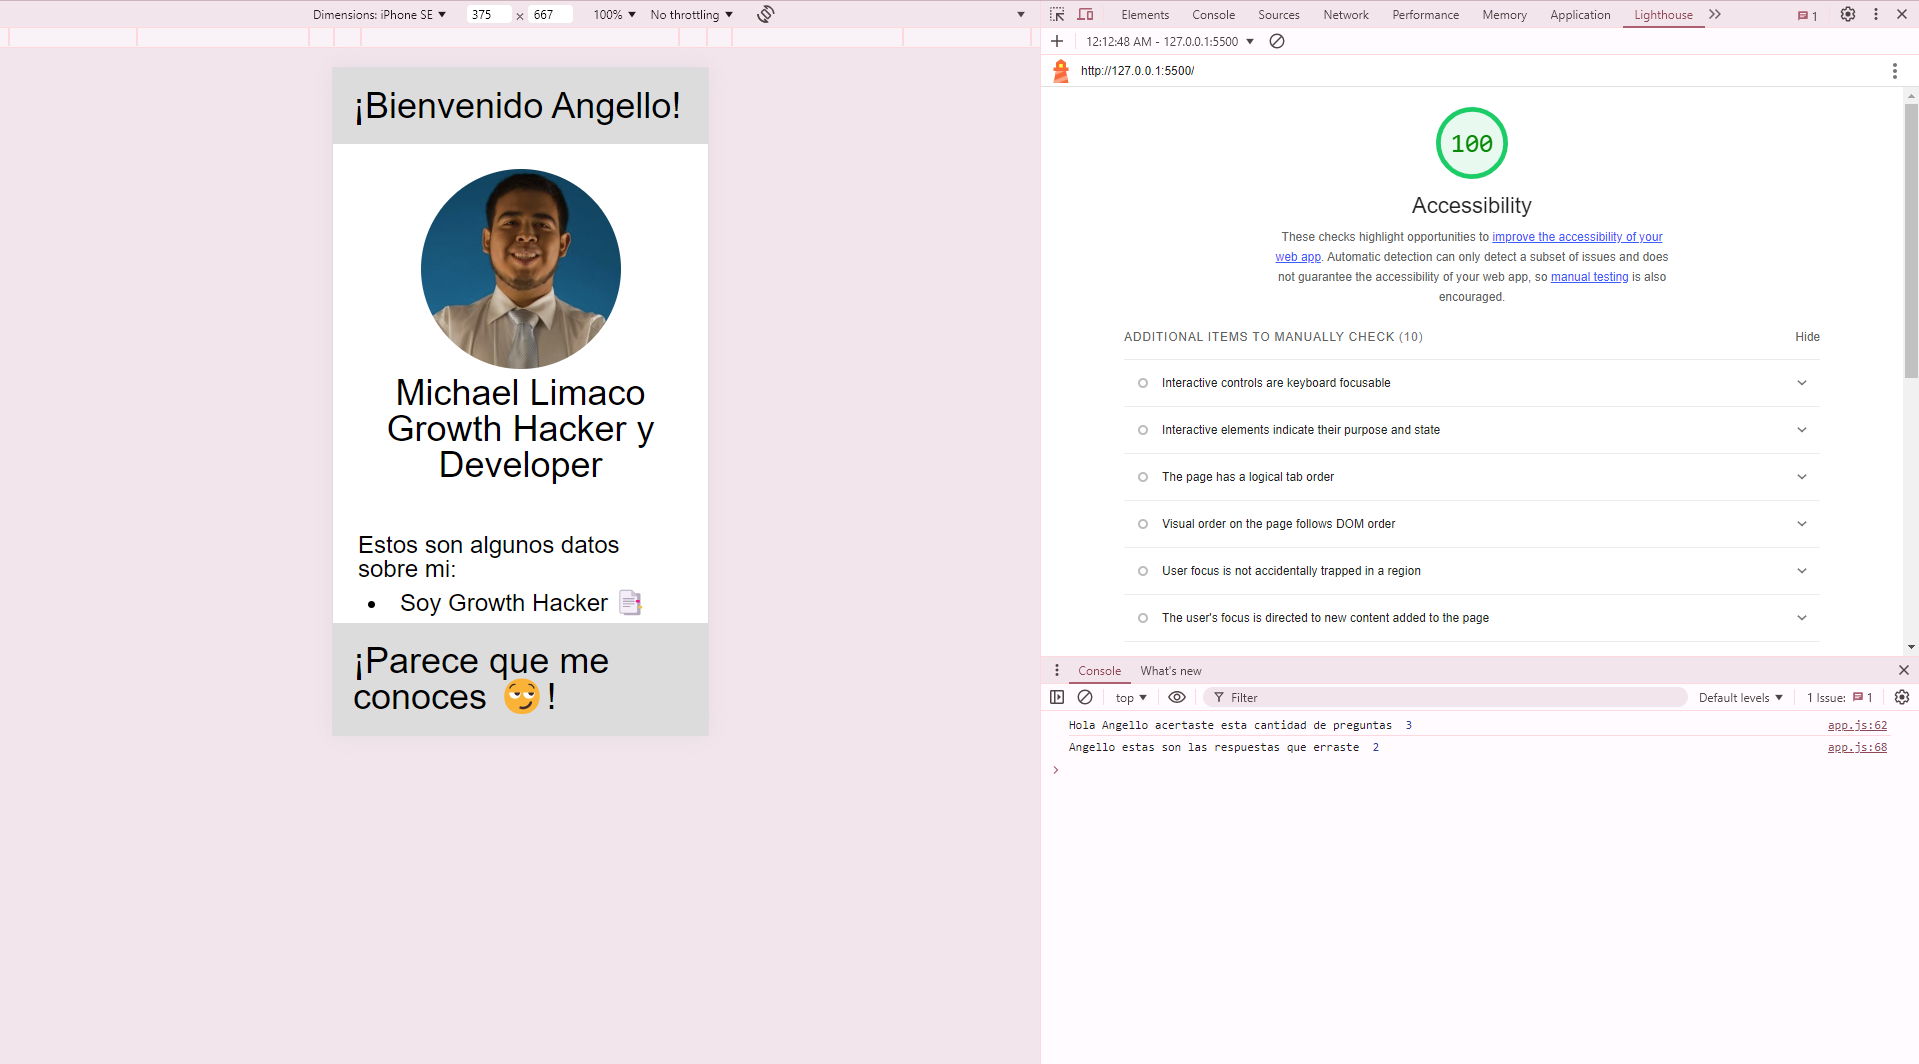 Dimensions: iPhone SE 375 × 667 100% No throttling
¡Bienvenido Angello!
Michael Limaco
Growth Hacker y
Developer
Estos son algunos datos
sobre mi:
• Soy Growth Hacker 📑
¡Parece que me
conoces 😏!
Elements Console Sources Network Performance Memory Application Lighthouse 1
12:12:48 AM - 127.0.0.1:5500
http://127.0.0.1:5500/
100
Accessibility
These checks highlight opportunities to improve the accessibility of your
web app. Automatic detection can only detect a subset of issues and does
not guarantee the accessibility of your web app, so manual testing is also
encouraged.
ADDITIONAL ITEMS TO MANUALLY CHECK (10) Hide
Interactive controls are keyboard focusable
Interactive elements indicate their purpose and state
The page has a logical tab order
Visual order on the page follows DOM order
User focus is not accidentally trapped in a region
The user's focus is directed to new content added to the page
Console What's new
top Filter Default levels 1 Issue: 1
Hola Angello acertaste esta cantidad de preguntas 3 app.js:62
Angello estas son las respuestas que erraste 2 app.js:68